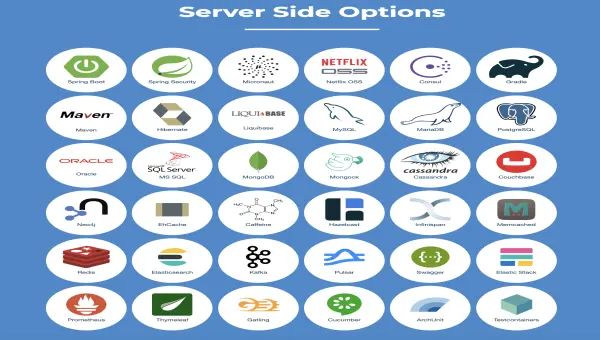 Server Side Options
Spring Boot
Spring Security
Micronaut
NETFLIX
OSS
Netflix OSS
Consul
Gradle
Maven
Maven
Hibernate
LIQUIBASE
Liquibase
MySQL
MariaDB
PostgreSQL
ORACLE
Oracle
SQL Server
MS SQL
MongoDB
Mongock
cassandra
Cassandra
Couchbase
Neo4j
EhCache
Caffeine
Hazelcast
Infinispan
Memcached
Redis
Elasticsearch
Kafka
Pulsar
Swagger
Elastic Stack
Prometheus
Thymeleaf
Gatling
Cucumber
ArchUnit
Testcontainers